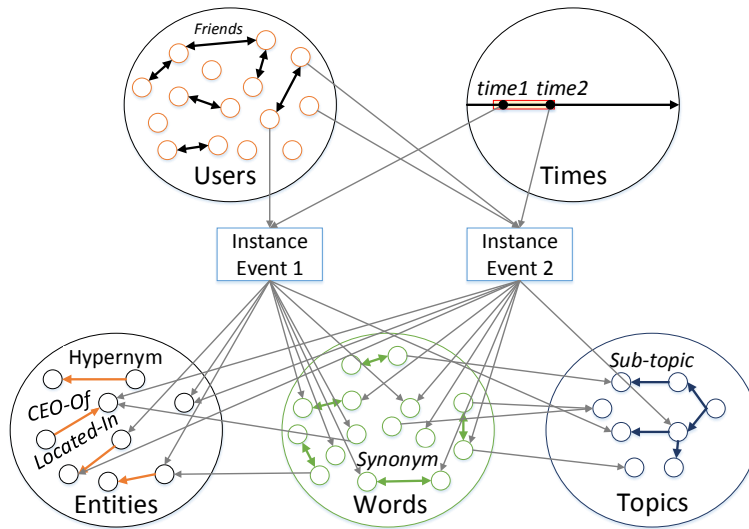 Friends
Users
time1 time2
Times
Instance
Event 1
Instance
Event 2
Hypernym
CEO-Of
Located-In
Entities
Synonym
Words
Sub-topic
Topics